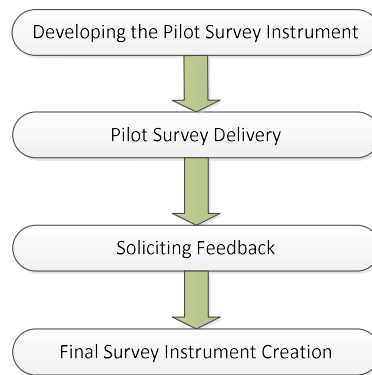 Developing the Pilot Survey Instrument
Pilot Survey Delivery
Soliciting Feedback
Final Survey Instrument Creation